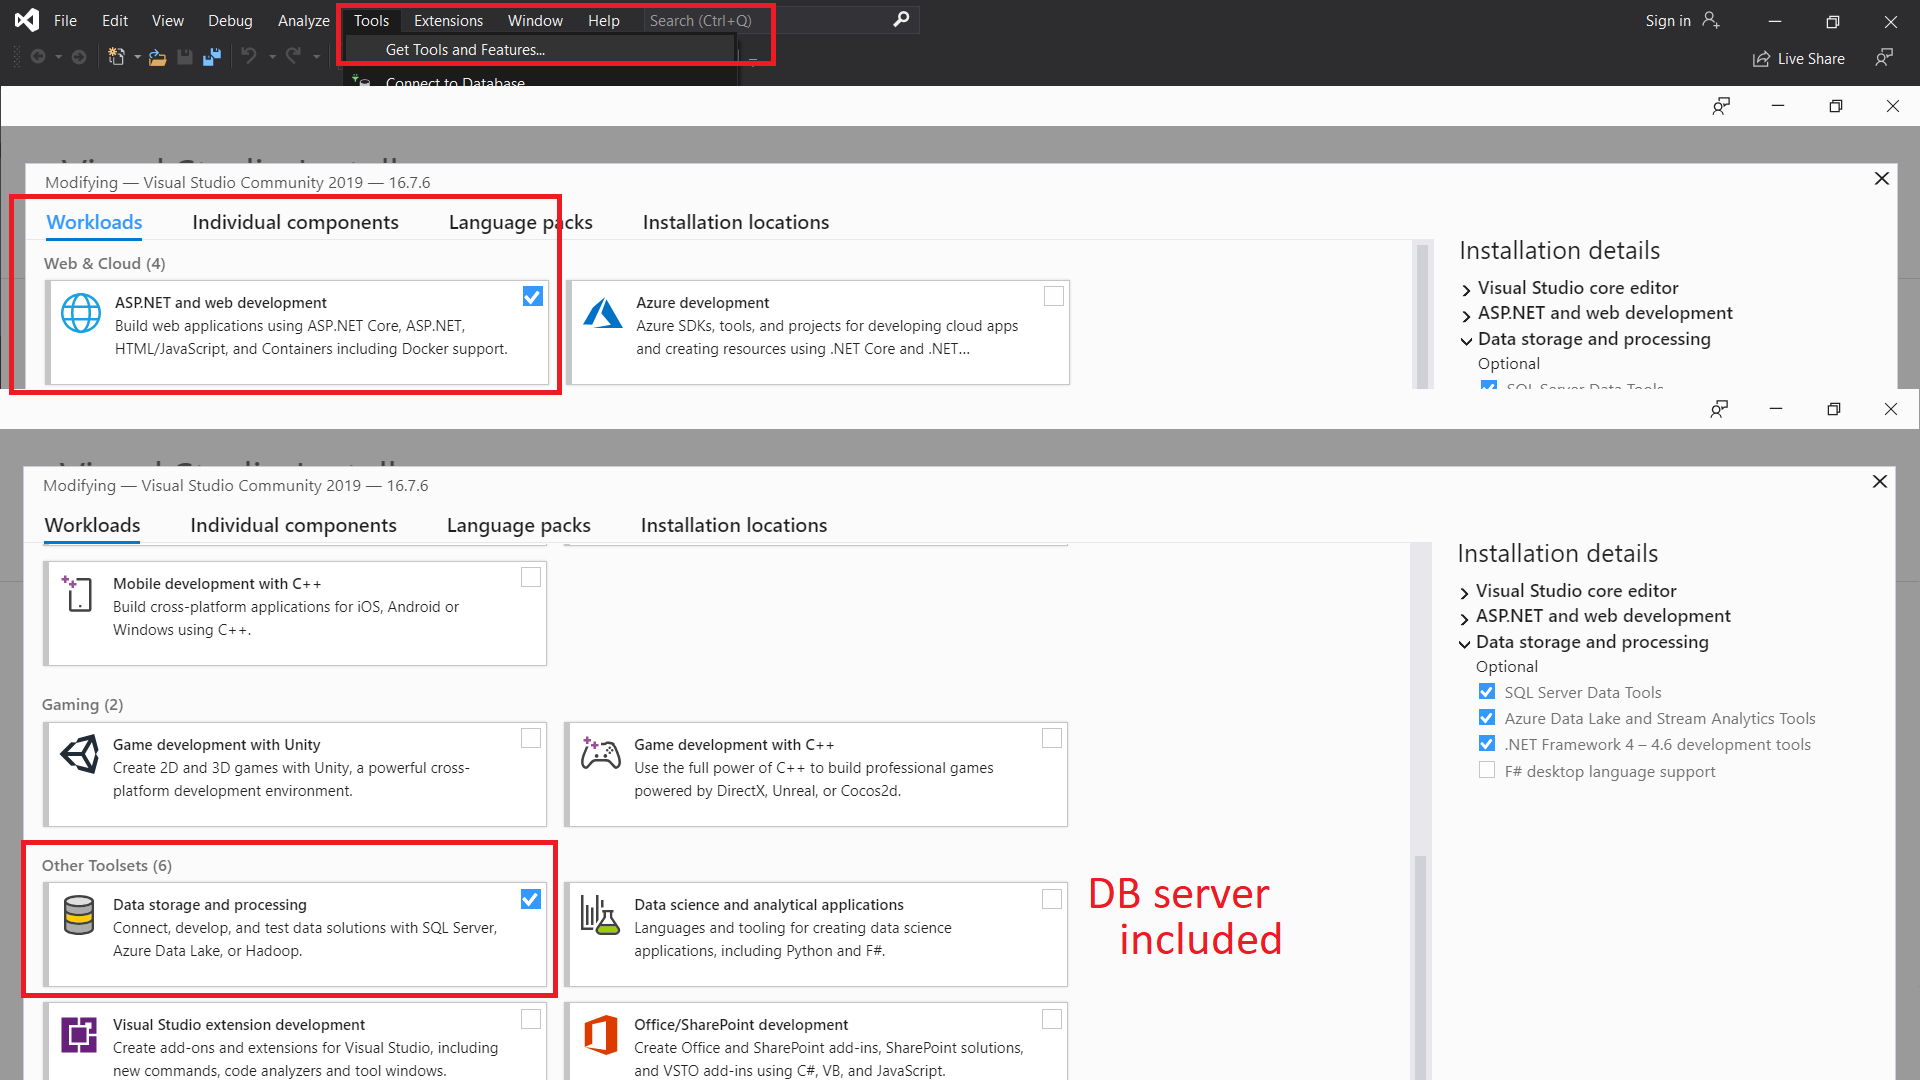 File Edit View Debug Analyze Tools Extensions Window Help Search (Ctrl+Q) Sign in
Get Tools and Features...
Live Share
Connect to Database
Visual Studio Installer
Modifying — Visual Studio Community 2019 — 16.7.6
Workloads Individual components Language packs Installation locations
Web & Cloud (4)
ASP.NET and web development
Build web applications using ASP.NET Core, ASP.NET,
HTML/JavaScript, and Containers including Docker support.
Azure development
Azure SDKs, tools, and projects for developing cloud apps
and creating resources using .NET Core and .NET...
Installation details
Visual Studio core editor
ASP.NET and web development
Data storage and processing
Optional
SQL Server Data Tools
Visual Studio Installer
Modifying — Visual Studio Community 2019 — 16.7.6
Workloads Individual components Language packs Installation locations
Mobile development with C++
Build cross-platform applications for iOS, Android or
Windows using C++.
Gaming (2)
Game development with Unity
Create 2D and 3D games with Unity, a powerful cross-
platform development environment.
Game development with C++
Use the full power of C++ to build professional games
powered by DirectX, Unreal, or Cocos2d.
Other Toolsets (6)
Data storage and processing
Connect, develop, and test data solutions with SQL Server,
Azure Data Lake, or Hadoop.
Data science and analytical applications
Languages and tooling for creating data science
applications, including Python and F#.
DB server
included
Visual Studio extension development
Create add-ons and extensions for Visual Studio, including
new commands, code analyzers and tool windows.
Office/SharePoint development
Create Office and SharePoint add-ins, SharePoint solutions,
and VSTO add-ins using C#, VB, and JavaScript.
Installation details
Visual Studio core editor
ASP.NET and web development
Data storage and processing
Optional
SQL Server Data Tools
Azure Data Lake and Stream Analytics Tools
.NET Framework 4 – 4.6 development tools
F# desktop language support